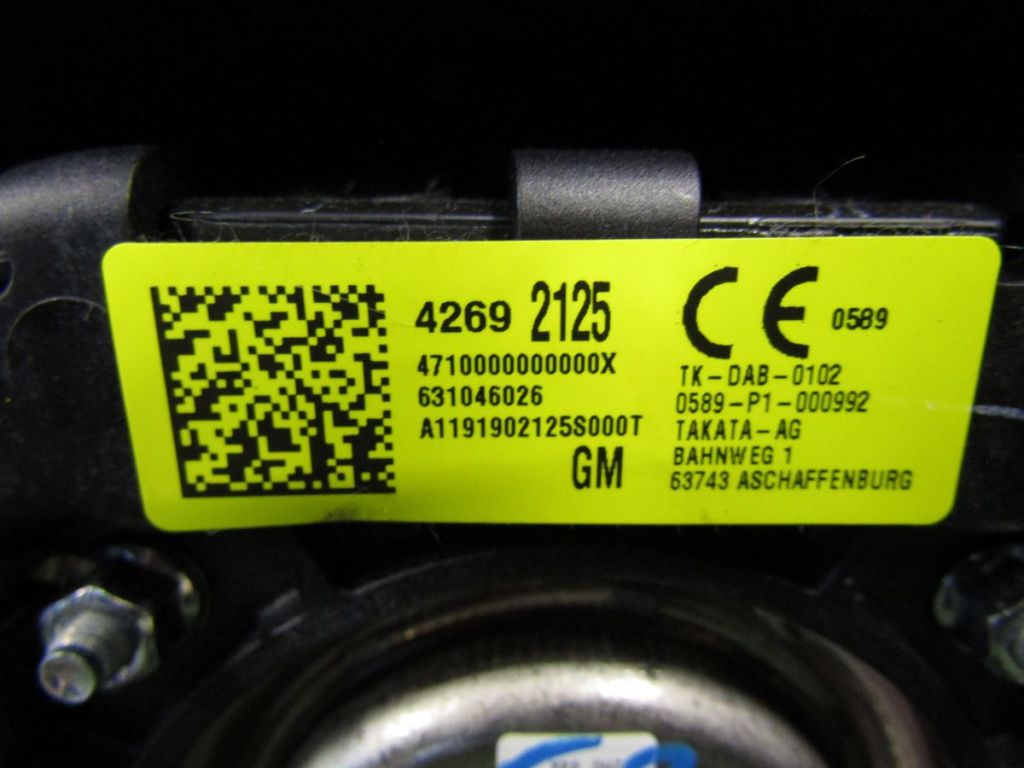 4269 2125
4710000000000X
631046026
A1191902125S000T
GM
CE 0589
TK-DAB-0102
0589-P1-000992
TAKATA-AG
BAHNWEG 1
63743 ASCHAFFENBURG